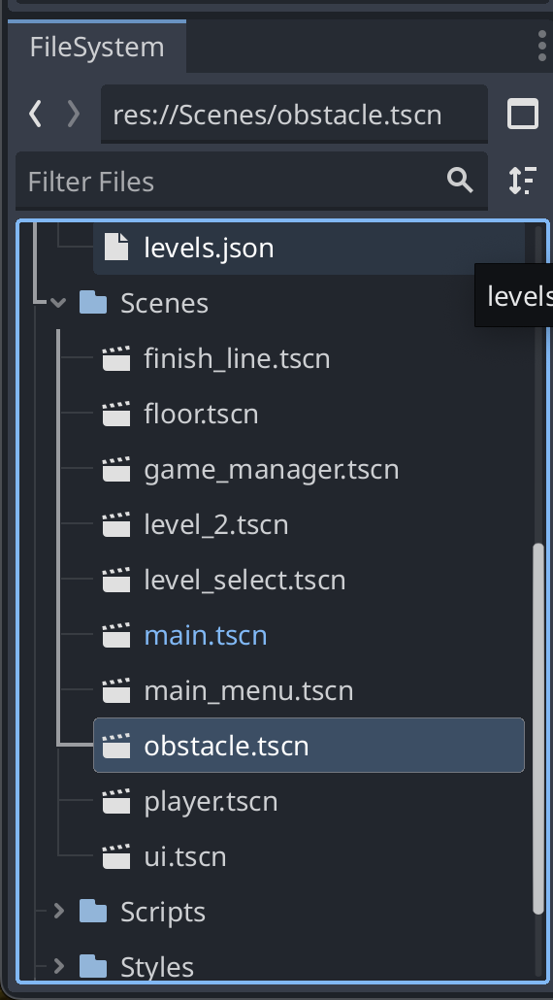 FileSystem
res://Scenes/obstacle.tscn
Filter Files
levels.json
levels
Scenes
finish_line.tscn
floor.tscn
game_manager.tscn
level_2.tscn
level_select.tscn
main.tscn
main_menu.tscn
obstacle.tscn
player.tscn
ui.tscn
Scripts
Styles